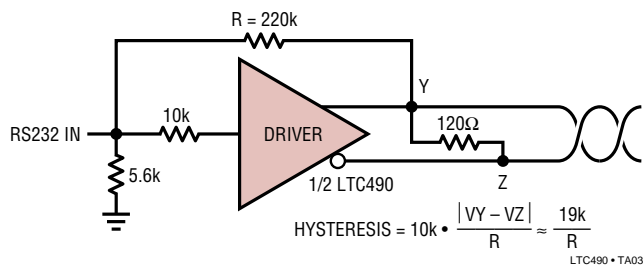 R = 220k
Y
10k
RS232 IN
DRIVER
120Ω
5.6k
1/2 LTC490
Z
HYSTERESIS = 10k • |VY – VZ| / R ≈ 19k / R
LTC490 • TA03